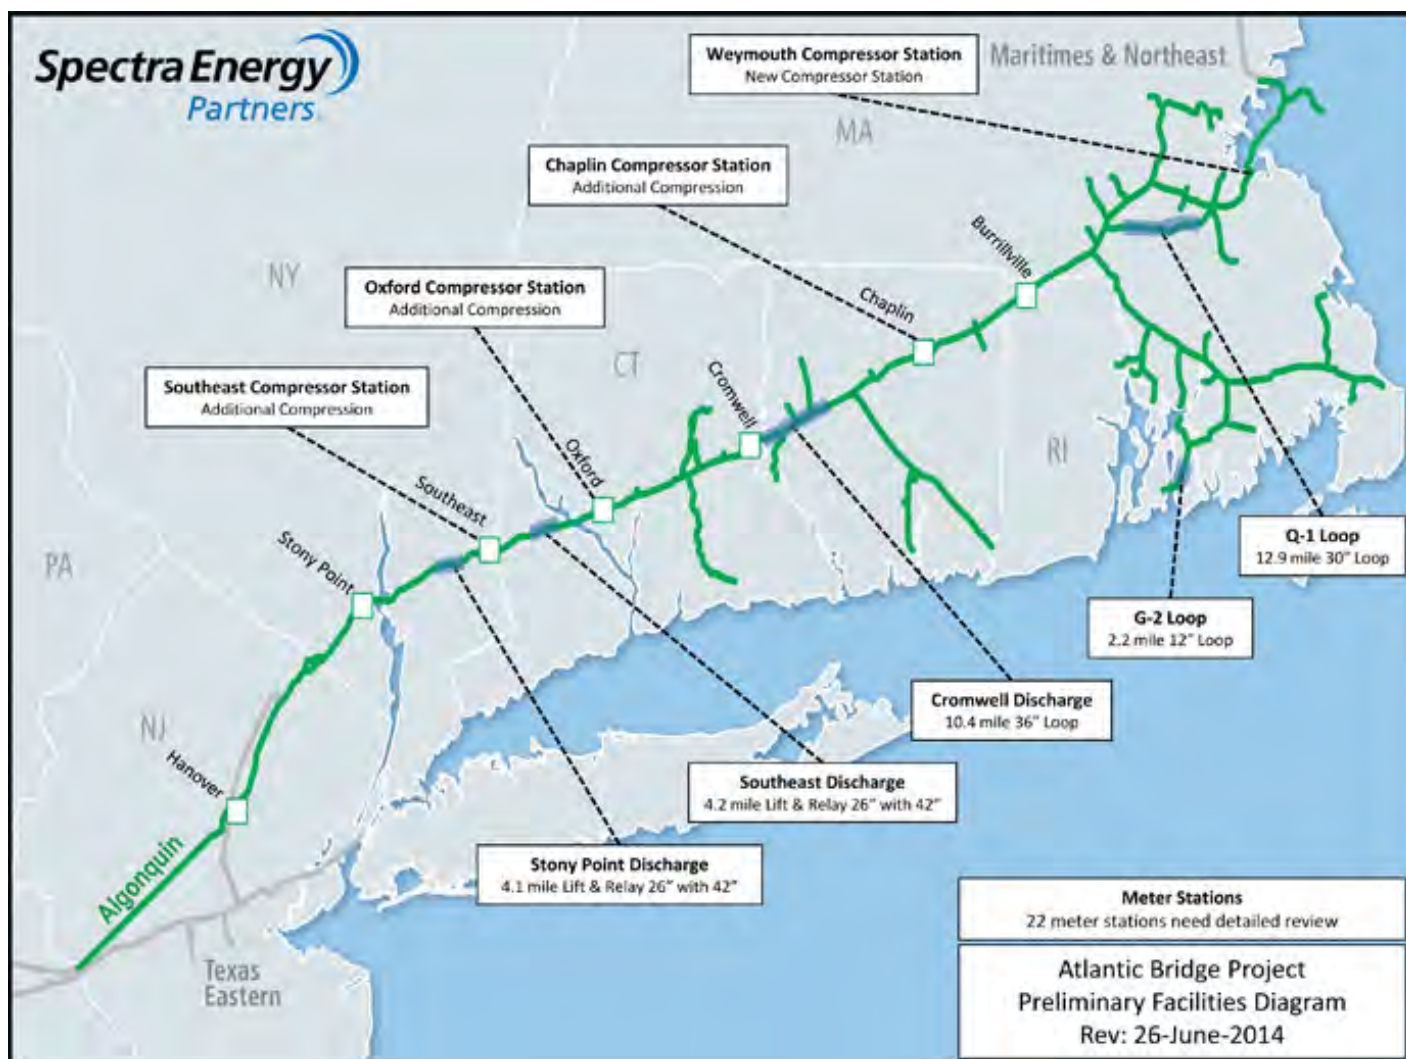 Spectra Energy
Partners
Weymouth Compressor Station
New Compressor Station
Maritimes & Northeast
MA
Chaplin Compressor Station
Additional Compression
Burrillville
NY
Oxford Compressor Station
Additional Compression
Chaplin
CT
Cromwell
Southeast Compressor Station
Additional Compression
Oxford
RI
Southeast
Q-1 Loop
12.9 mile 30" Loop
PA
Stony Point
G-2 Loop
2.2 mile 12" Loop
Cromwell Discharge
10.4 mile 36" Loop
NJ
Hanover
Southeast Discharge
4.2 mile Lift & Relay 26" with 42"
Stony Point Discharge
4.1 mile Lift & Relay 26" with 42"
Algonquin
Meter Stations
22 meter stations need detailed review
Texas
Eastern
Atlantic Bridge Project
Preliminary Facilities Diagram
Rev: 26-June-2014